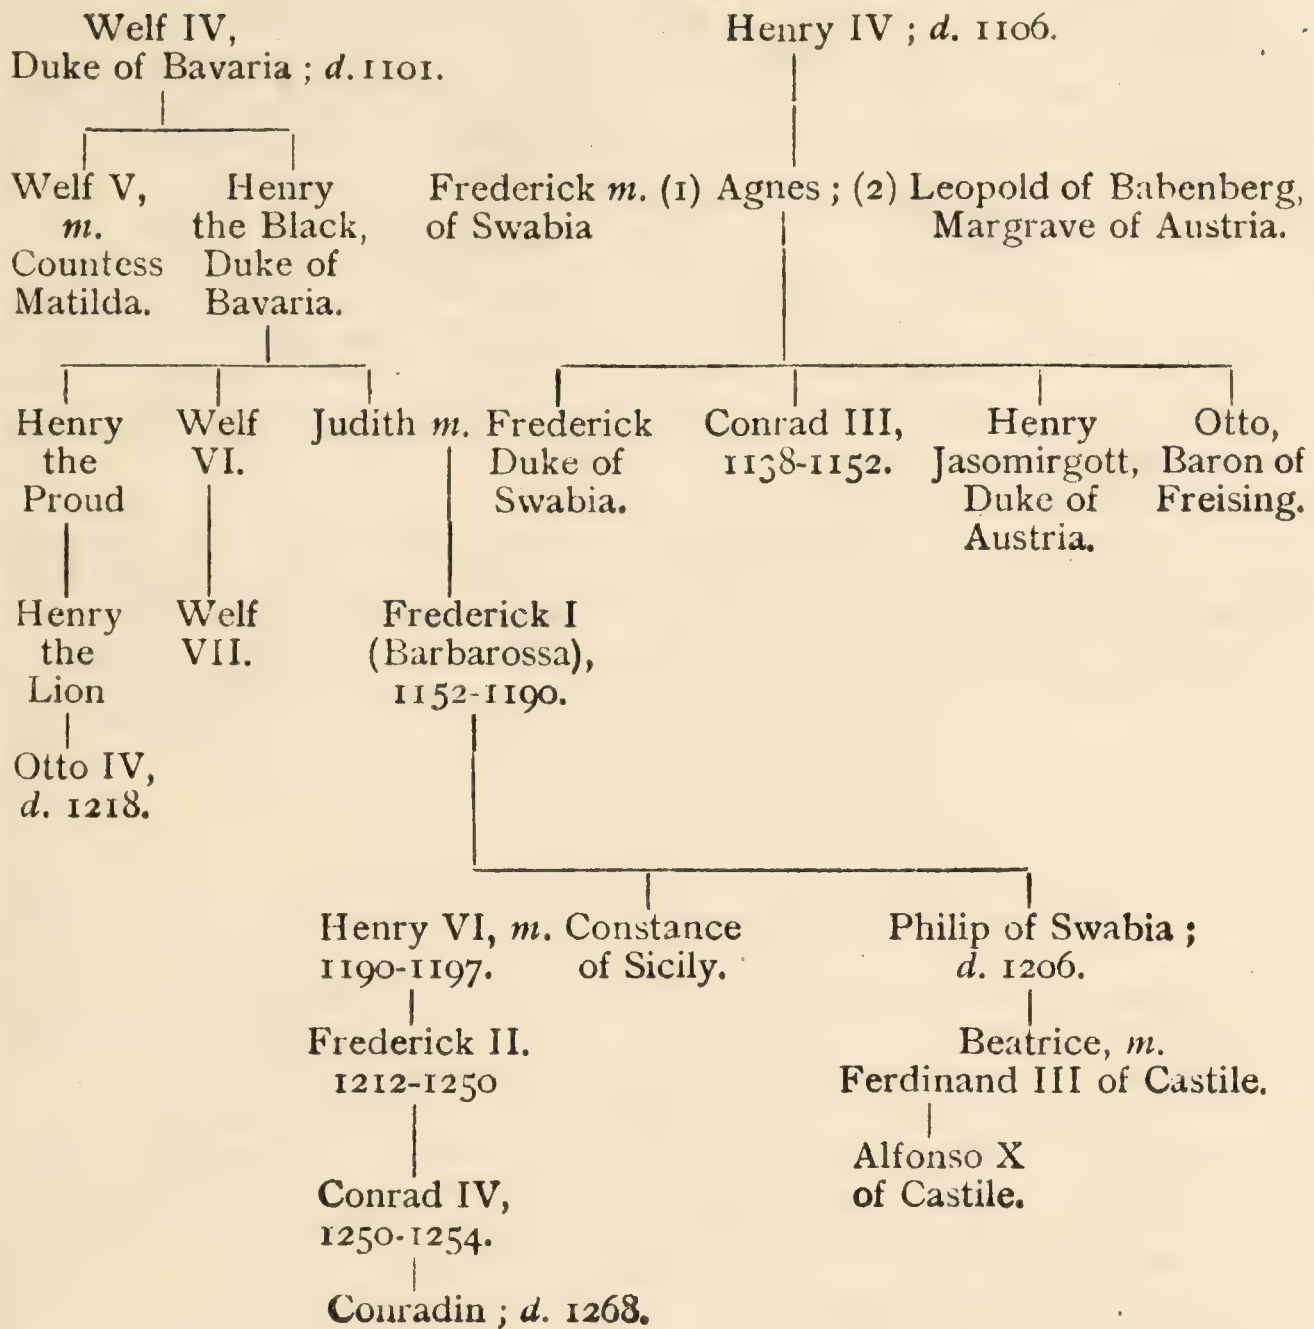 Welf IV,
Duke of Bavaria ; d. 1101.
Henry IV ; d. 1106.
Welf V,
m.
Countess
Matilda.
Henry
the Black,
Duke of
Bavaria.
Frederick m. (1) Agnes ; (2) Leopold of Babenberg,
of Swabia
Margrave of Austria.
Henry
the
Proud
Welf
VI.
Judith m. Frederick
Duke of
Swabia.
Conrad III,
1138-1152.
Henry
Jasomirgott,
Duke of
Austria.
Otto,
Baron of
Freising.
Henry
the
Lion
Welf
VII.
Frederick I
(Barbarossa),
1152-1190.
Otto IV,
d. 1218.
Henry VI, m. Constance
1190-1197. of Sicily.
Philip of Swabia ;
d. 1206.
Frederick II.
1212-1250
Beatrice, m.
Ferdinand III of Castile.
Conrad IV,
1250-1254.
Alfonso X
of Castile.
Conradin ; d. 1268.